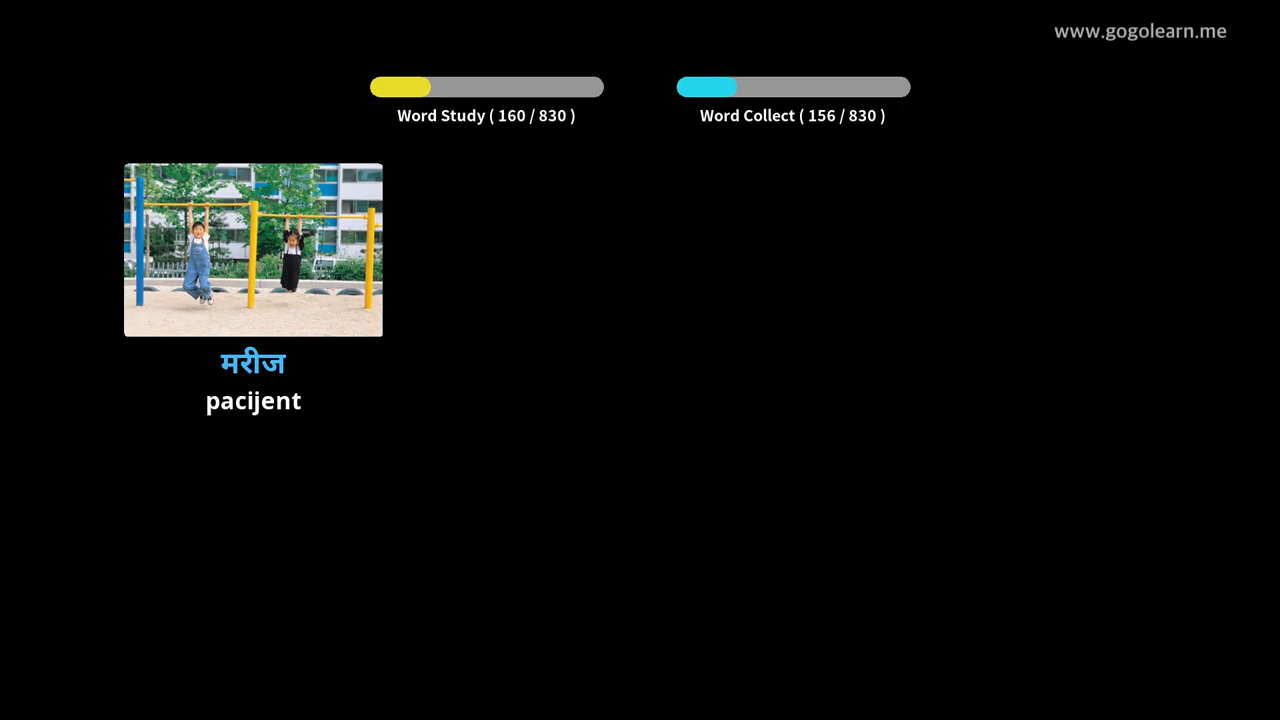 www.gogolearn.me
Word Study ( 160 / 830 )
Word Collect ( 156 / 830 )
मरीज
pacijent